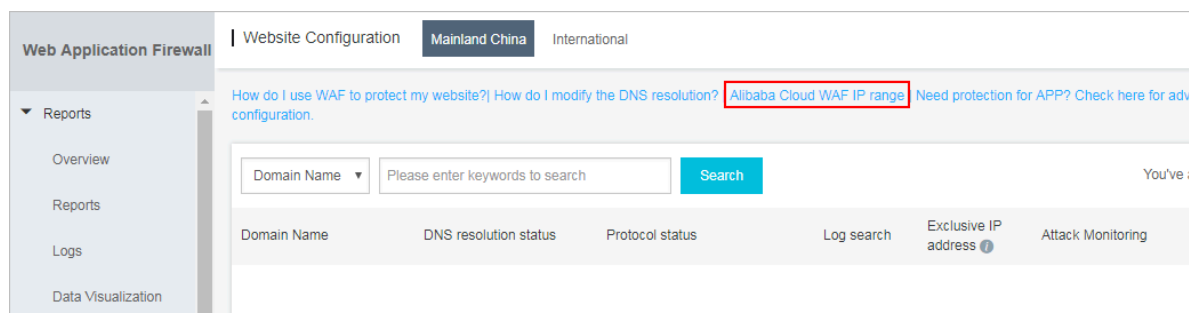 Web Application Firewall
Website Configuration Mainland China International
How do I use WAF to protect my website?| How do I modify the DNS resolution? | Alibaba Cloud WAF IP range | Need protection for APP? Check here for
configuration.
Reports
Overview
Reports
Logs
Data Visualization
Domain Name Please enter keywords to search Search You've
Domain Name DNS resolution status Protocol status Log search Exclusive IP address Attack Monitoring